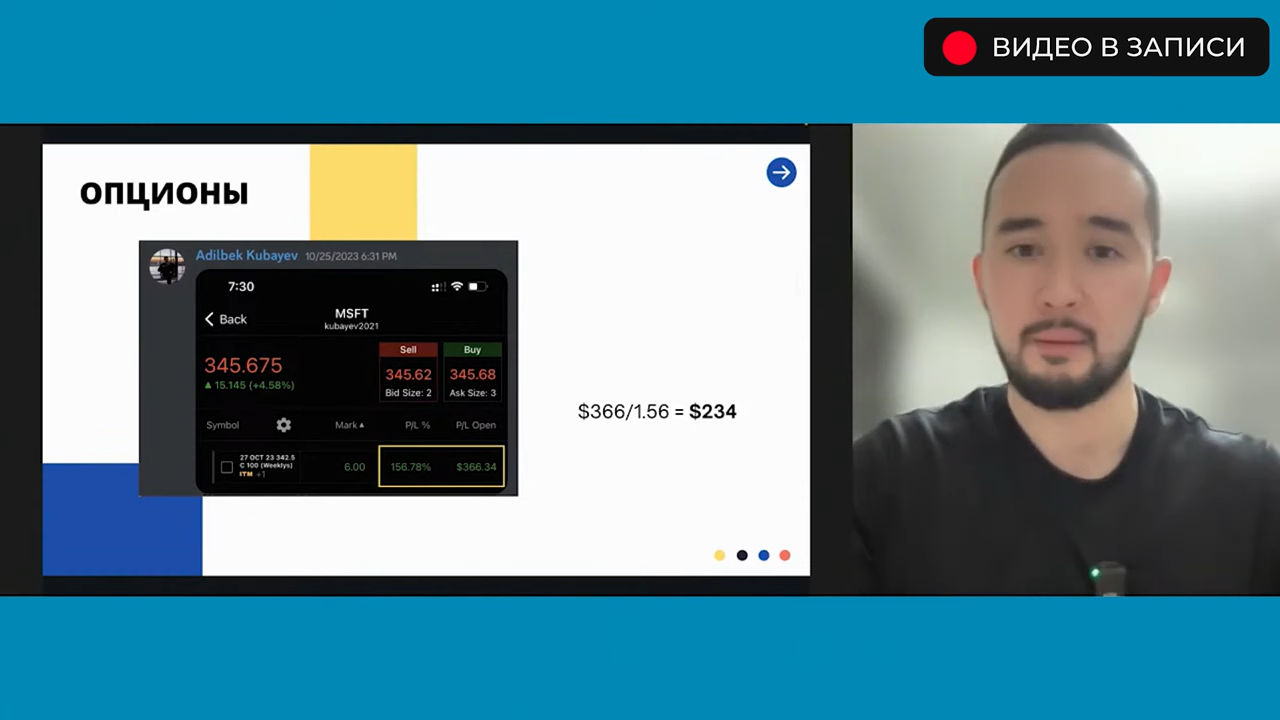 ВИДЕО В ЗАПИСИ
ОПЦИОНЫ
Adilbek Kubayev 10/25/2023 6:31 PM
7:30
Back
MSFT
kubayev2021
345.675
▲ 15.145 (+4.58%)
Sell
345.62
Bid Size: 2
Buy
345.68
Ask Size: 3
Symbol Mark▲ P/L % P/L Open
27 OCT 23 342.5
C 100 (Weeklys)
ITM +1
6.00 156.78% $366.34
$366/1.56 = $234